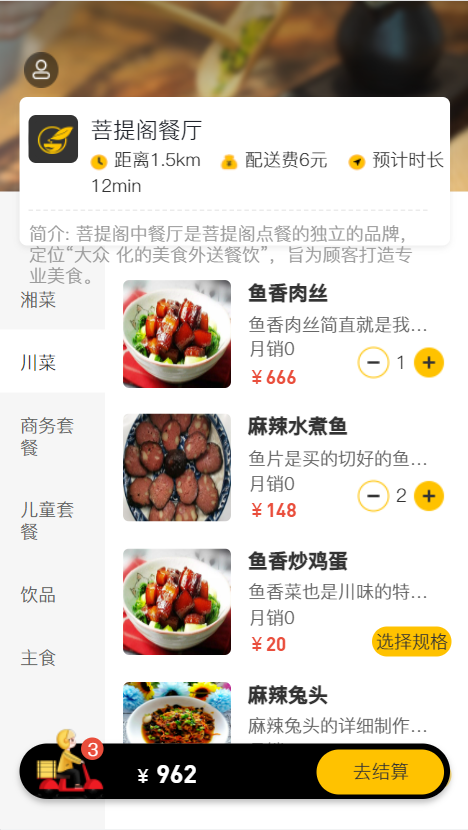 菩提阁餐厅
距离1.5km 配送费6元 预计时长
12min
简介: 菩提阁中餐厅是菩提阁点餐的独立的品牌，
定位“大众 化的美食外送餐饮”，旨为顾客打造专
业美食。
湘菜
川菜
商务套
餐
儿童套
餐
饮品
主食
鱼香肉丝
鱼香肉丝简直就是我…
月销0
￥666
1
麻辣水煮鱼
鱼片是买的切好的鱼…
月销0
￥148
2
鱼香炒鸡蛋
鱼香菜也是川味的特…
月销0
￥20
选择规格
麻辣兔头
麻辣兔头的详细制作…
3
￥ 962
去结算